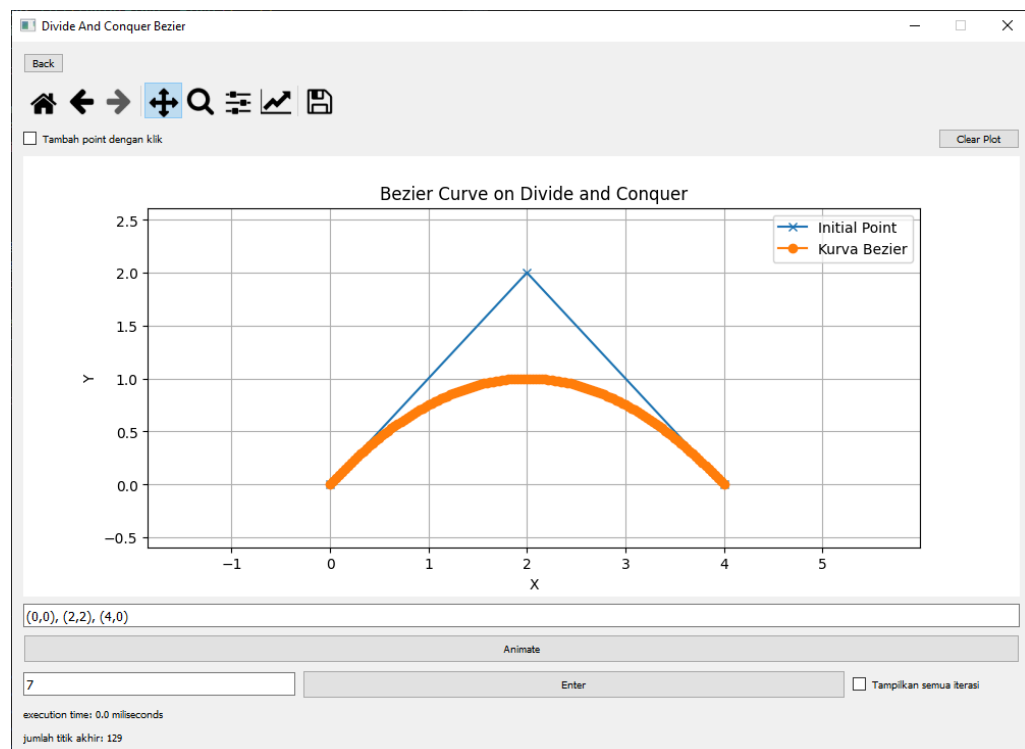 Divide And Conquer Bezier
Back
Tambah point dengan klik
Clear Plot
Bezier Curve on Divide and Conquer
Initial Point
Kurva Bezier
2.5
2.0
1.5
1.0
0.5
0.0
−0.5
Y
−1 0 1 2 3 4 5
X
(0,0), (2,2), (4,0)
Animate
7
Enter
Tampilkan semua iterasi
execution time: 0.0 miliseconds
jumlah titik akhir: 129